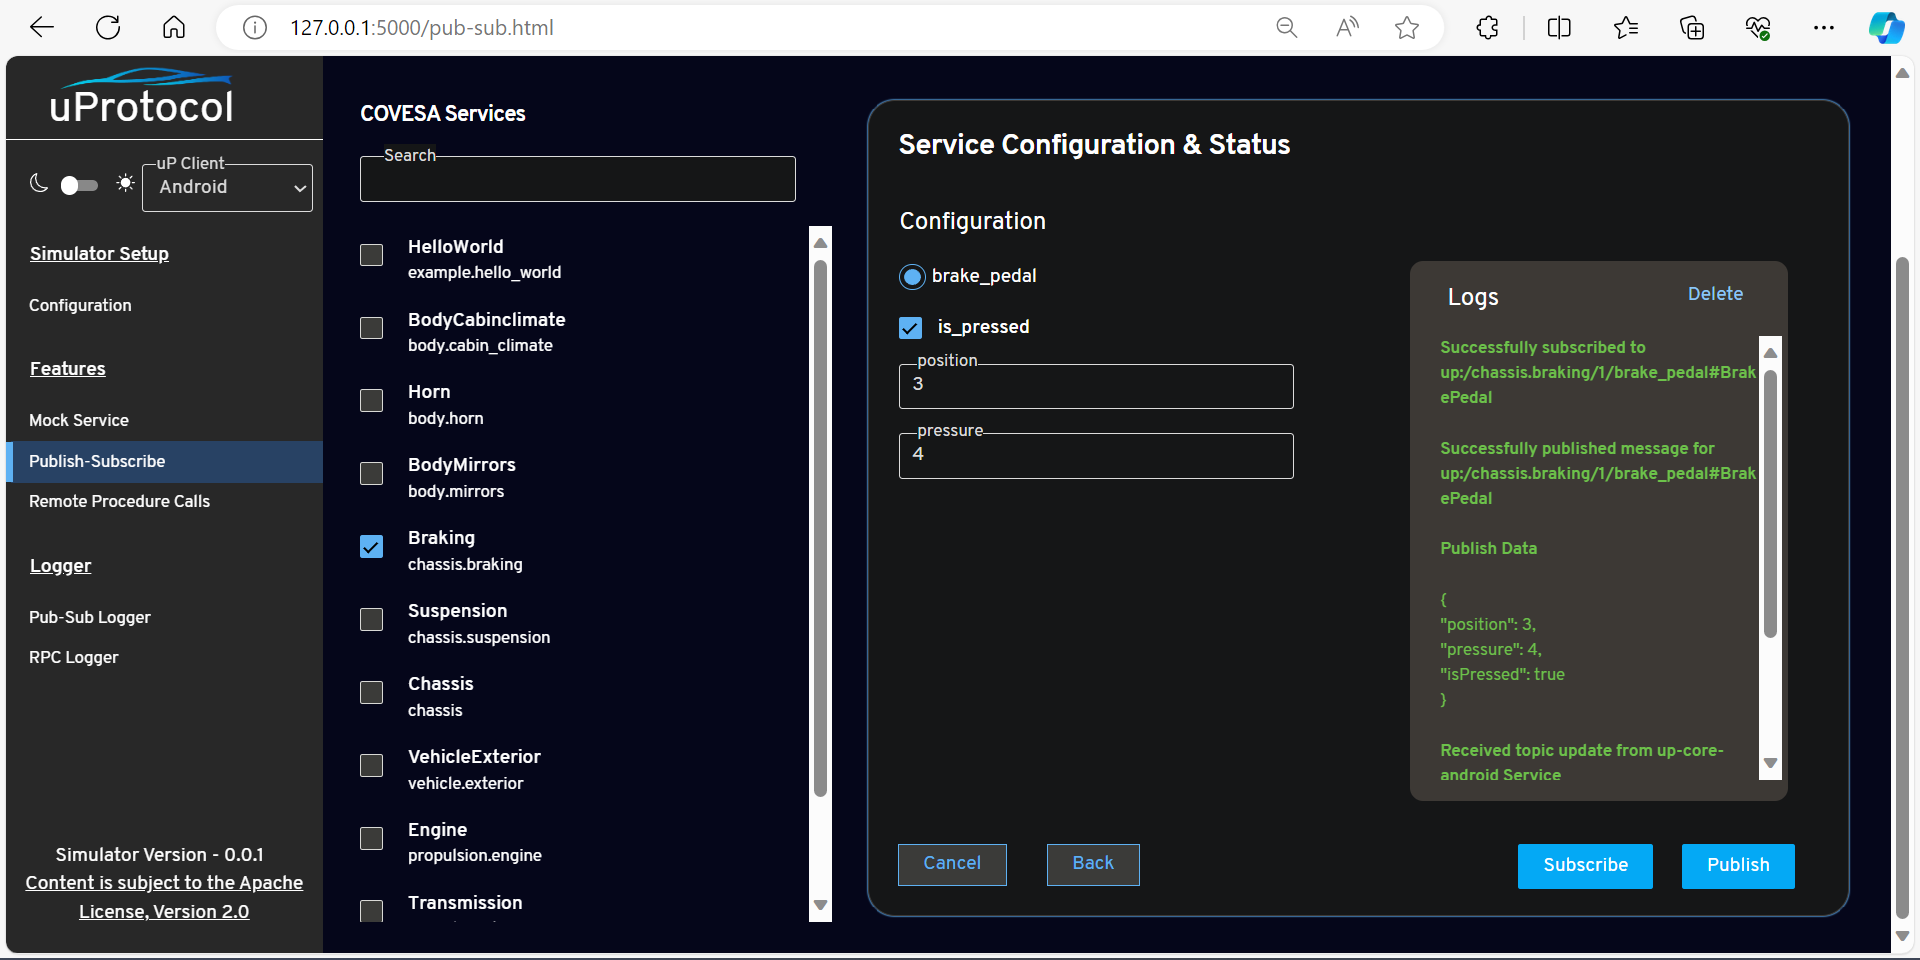 127.0.0.1:5000/pub-sub.html
uProtocol
uP Client
Android
Simulator Setup
Configuration
Features
Mock Service
Publish-Subscribe
Remote Procedure Calls
Logger
Pub-Sub Logger
RPC Logger
Simulator Version - 0.0.1
Content is subject to the Apache
License, Version 2.0
COVESA Services
Search
HelloWorld
example.hello_world
BodyCabinclimate
body.cabin_climate
Horn
body.horn
BodyMirrors
body.mirrors
Braking
chassis.braking
Suspension
chassis.suspension
Chassis
chassis
VehicleExterior
vehicle.exterior
Engine
propulsion.engine
Transmission
Service Configuration & Status
Configuration
brake_pedal
is_pressed
position
3
pressure
4
Logs
Delete
Successfully subscribed to
up:/chassis.braking/1/brake_pedal#Brak
ePedal
Successfully published message for
up:/chassis.braking/1/brake_pedal#Brak
ePedal
Publish Data
{
"position": 3,
"pressure": 4,
"isPressed": true
}
Received topic update from up-core-
android Service
Cancel
Back
Subscribe
Publish